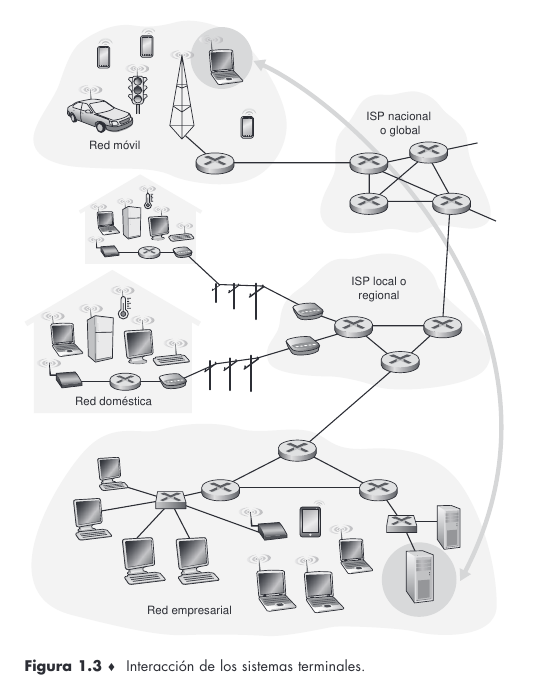 Red móvil
ISP nacional
o global
ISP local o
regional
Red doméstica
Red empresarial
Figura 1.3 ♦ Interacción de los sistemas terminales.